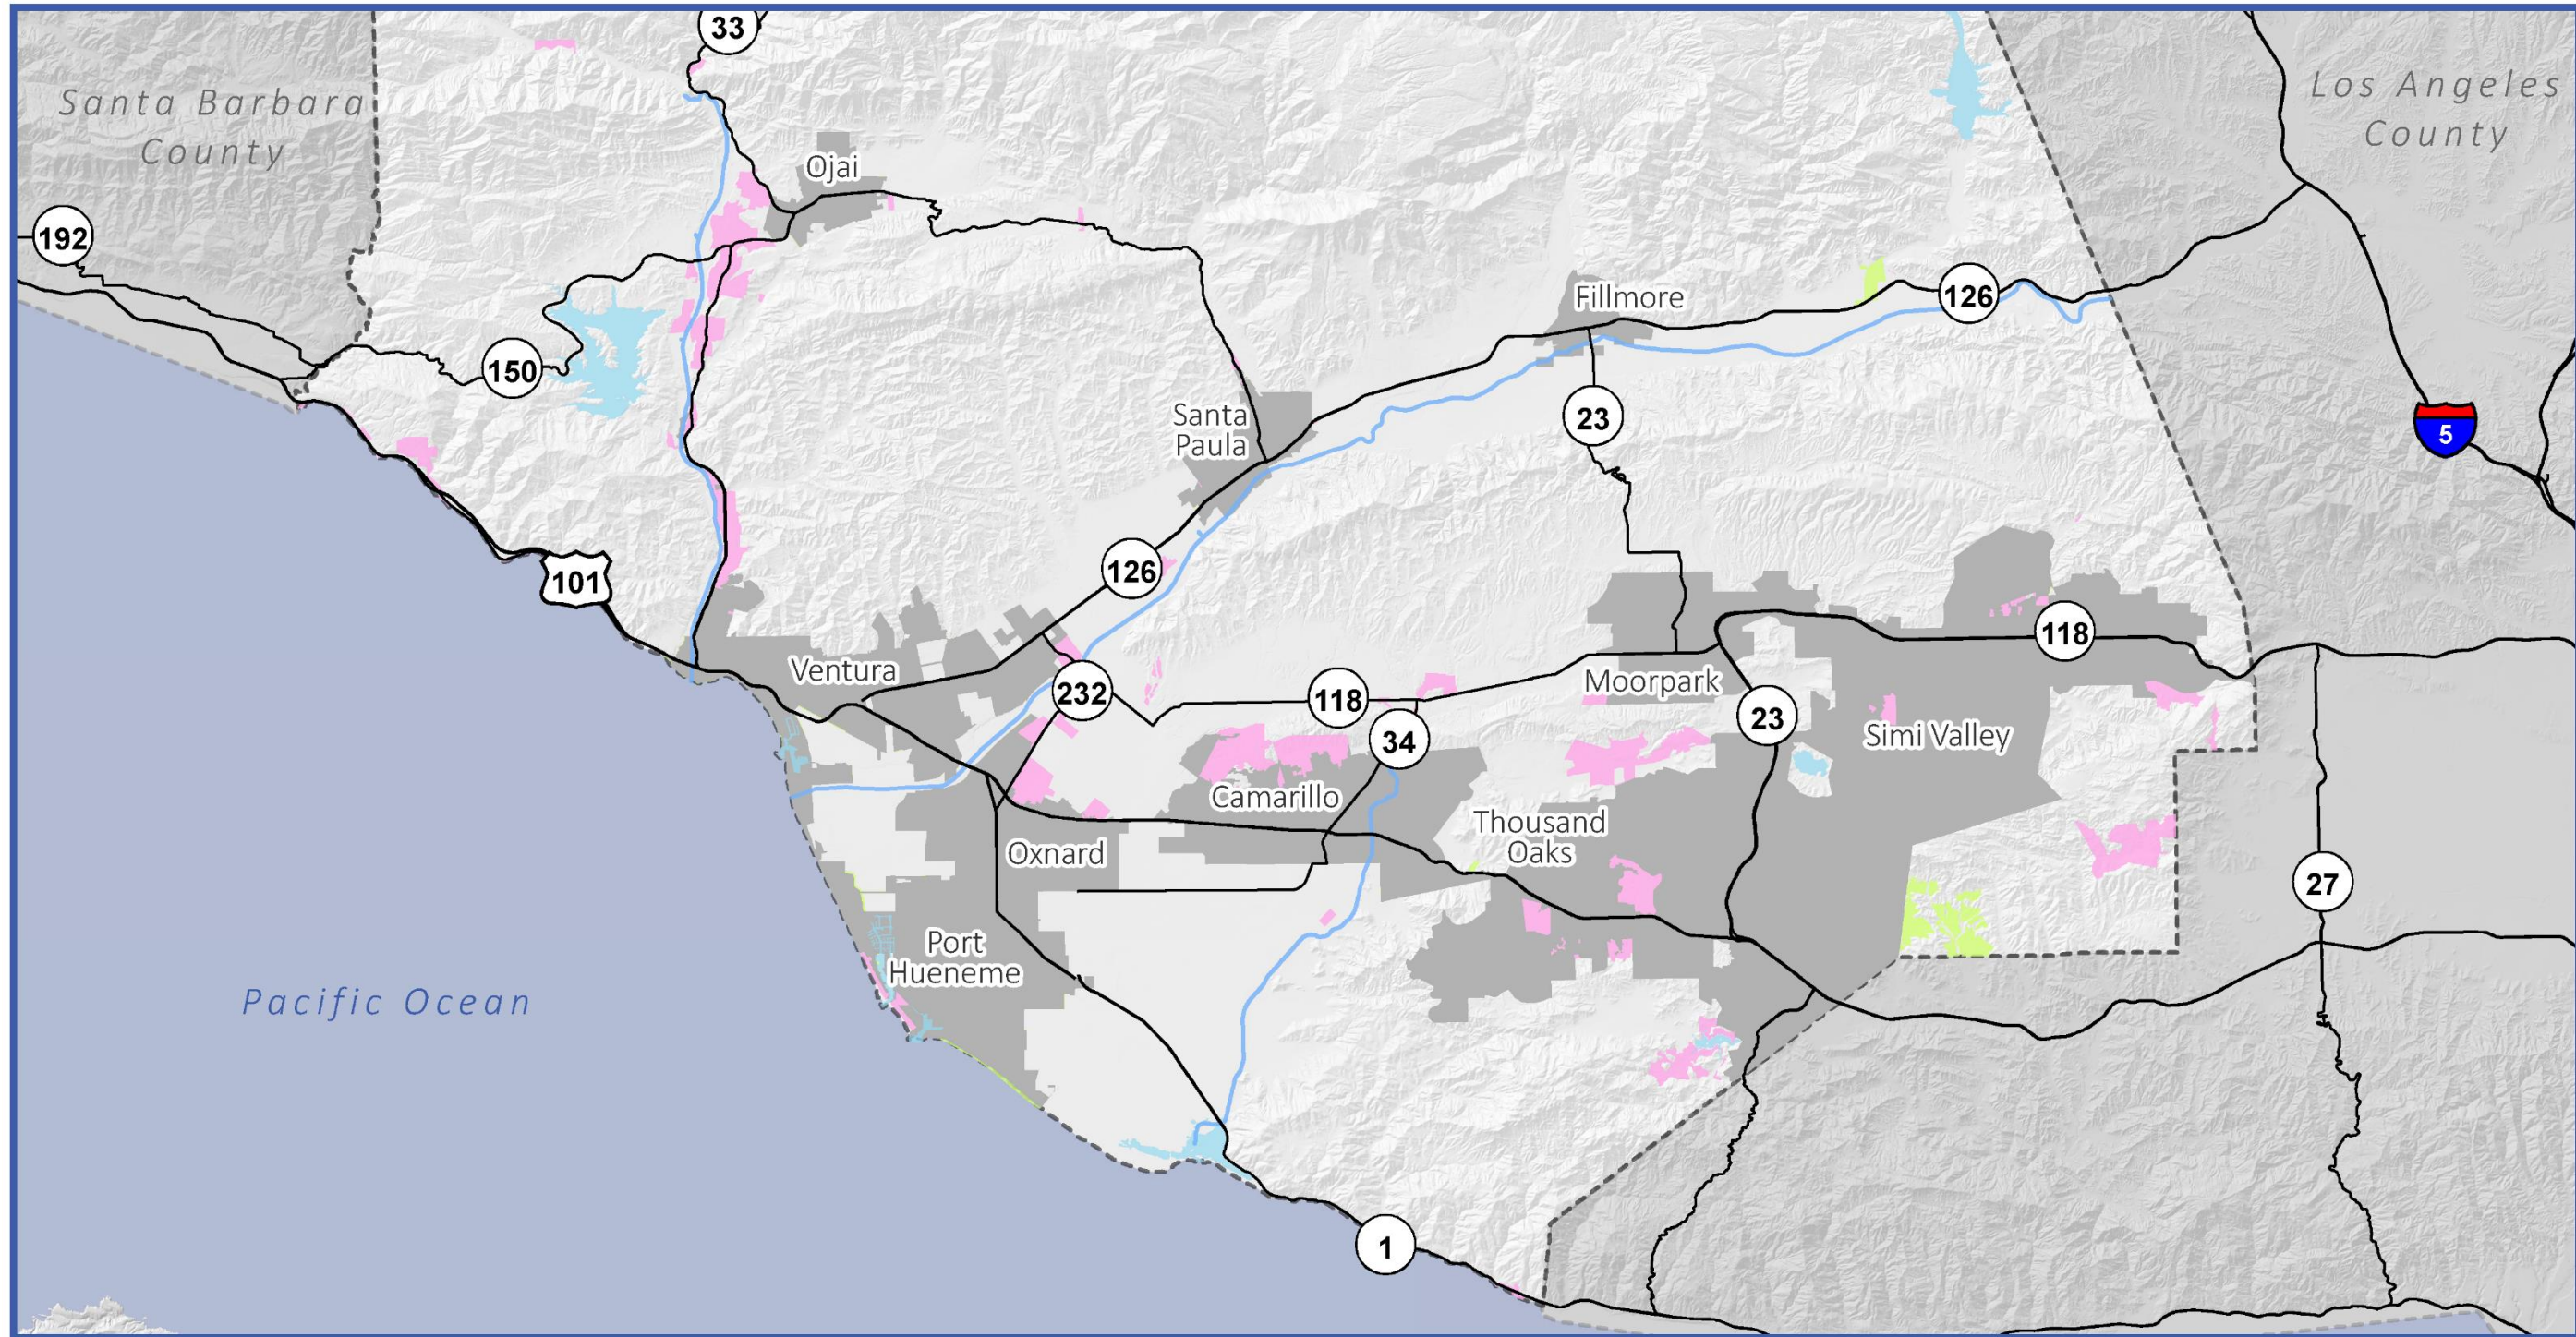 33
Santa Barbara
County
Los Angeles
County
Ojai
192
Fillmore
126
150
Santa
Paula
23
5
126
101
118
Ventura
232
118
Moorpark
23
34
Simi Valley
Camarillo
Thousand
Oaks
Oxnard
27
Port
Hueneme
Pacific Ocean
1